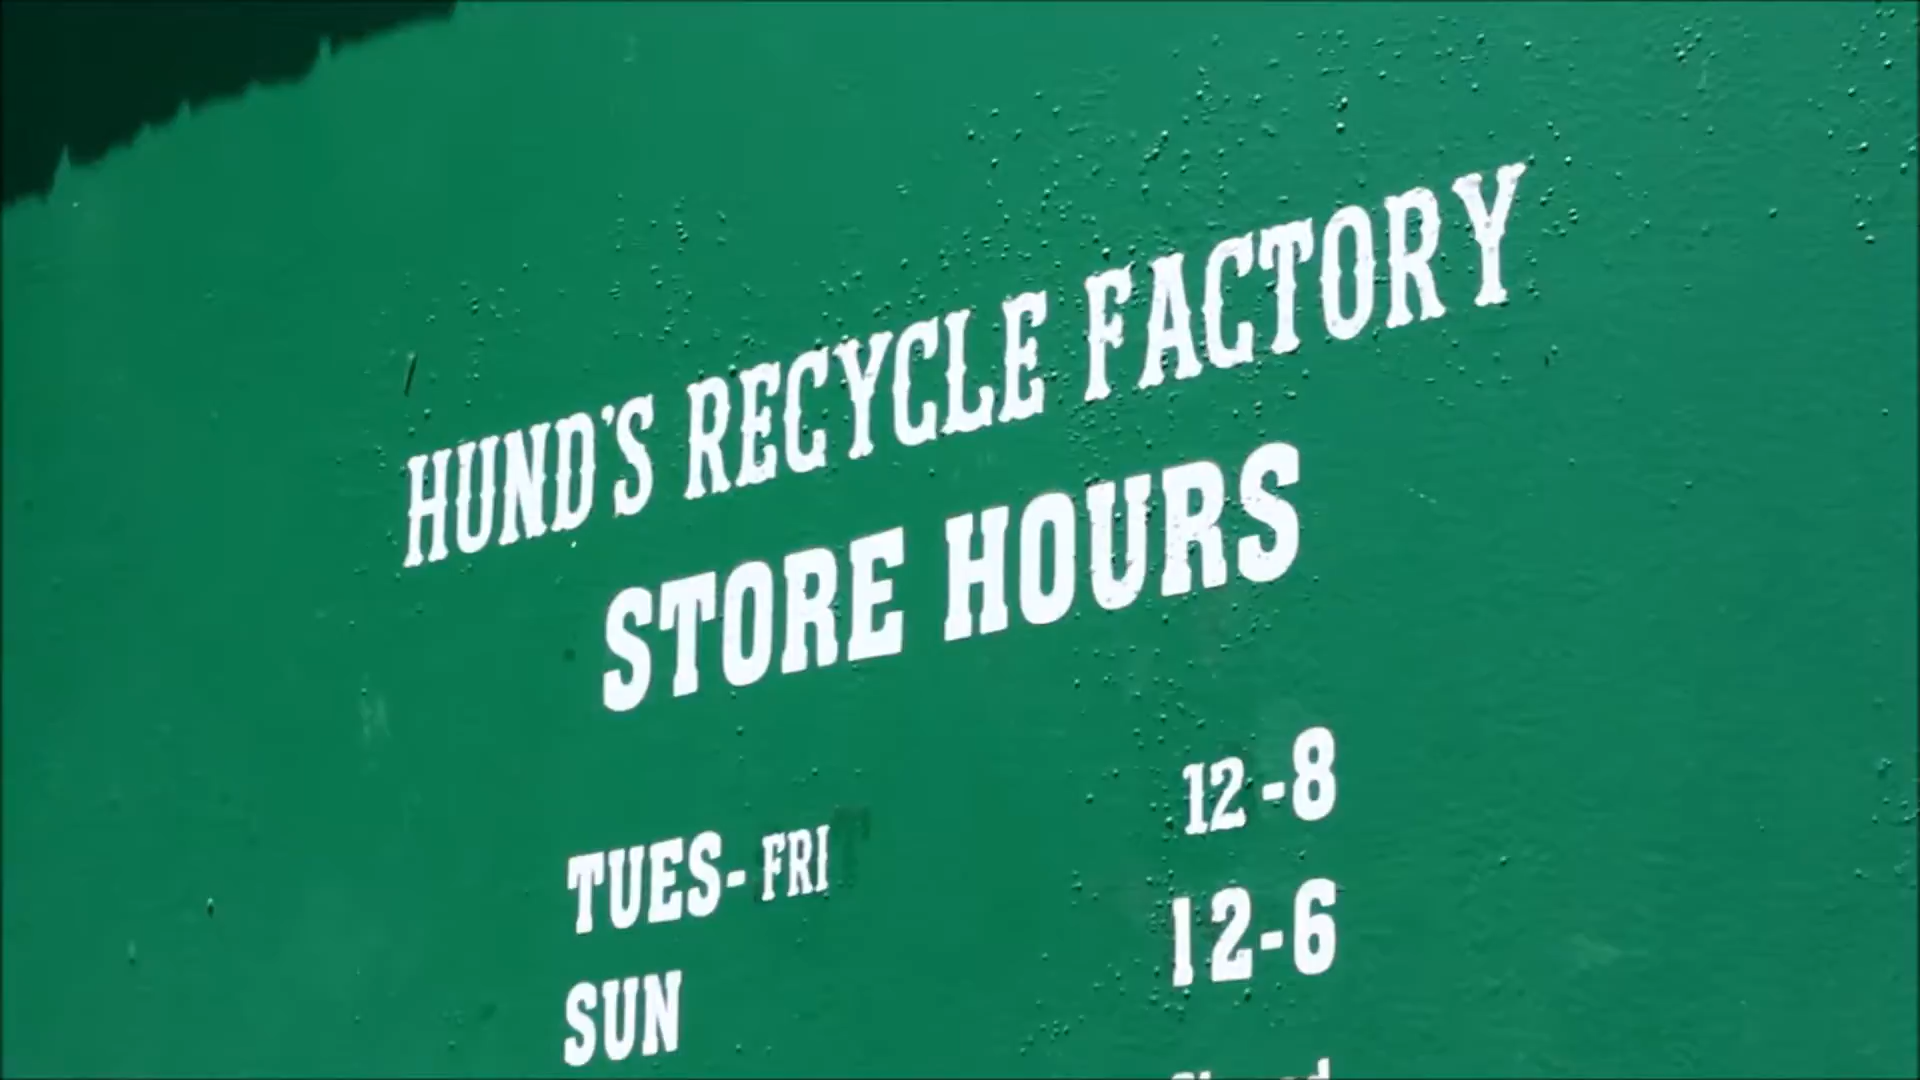 HUND'S RECYCLE FACTORY
STORE HOURS
TUES-FRI 12-8
SUN 12-6